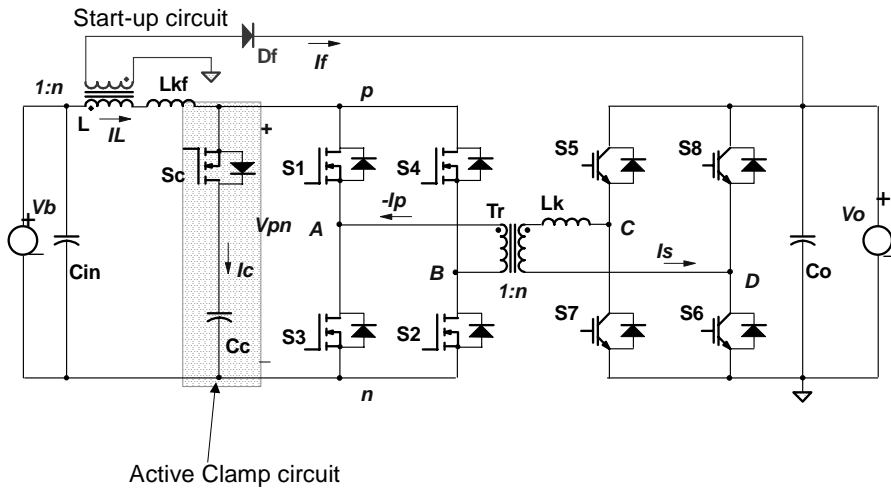 Start-up circuit
Df
If
1:n
Lkf
L
IL
p
+
Sc
S1
S4
S5
S8
Vb
+
Vpn
A
-Ip
Tr
Lk
C
Vo
+
Cin
Ic
B
1:n
Is
D
Co
Cc
S3
S2
S7
S6
n
Active Clamp circuit